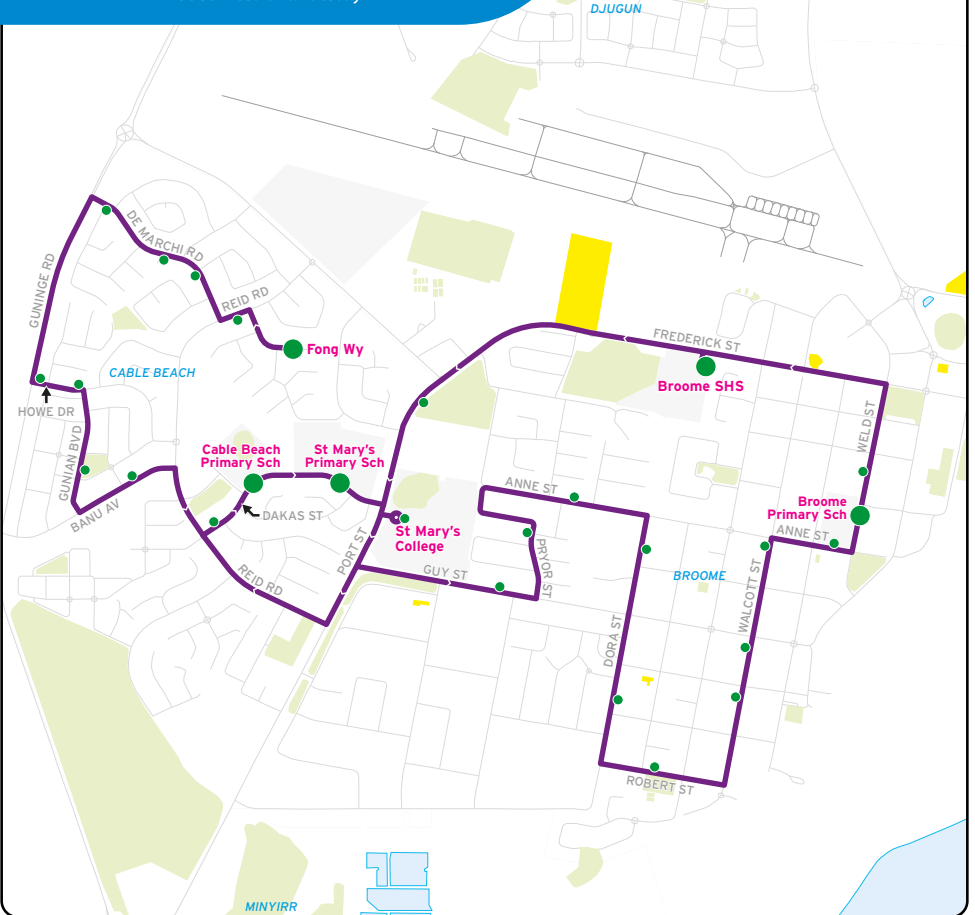 DJUGUN
DE MARCHI RD
GUNINGE RD
REID RD
Fong Wy
FREDERICK ST
CABLE BEACH
Broome SHS
HOWE DR
WELD ST
GUNIAN BVD
Cable Beach
Primary Sch
St Mary's
Primary Sch
ANNE ST
BANU AV
DAKAS ST
Broome
Primary Sch
ANNE ST
St Mary's
College
PORT ST
PRYOR ST
GUY ST
REID RD
BROOME
WALCOTT ST
DORA ST
ROBERT ST
MINYIRR